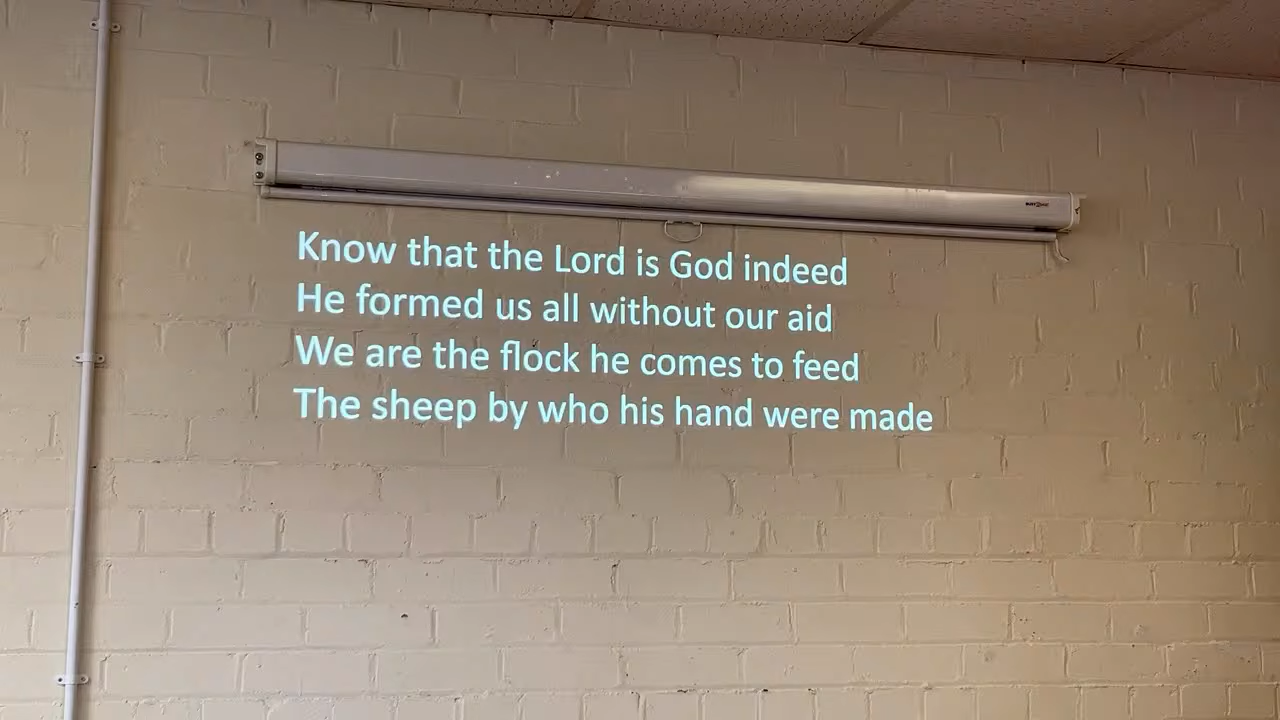 Know that the Lord is God indeed
He formed us all without our aid
We are the flock he comes to feed
The sheep by who his hand were made